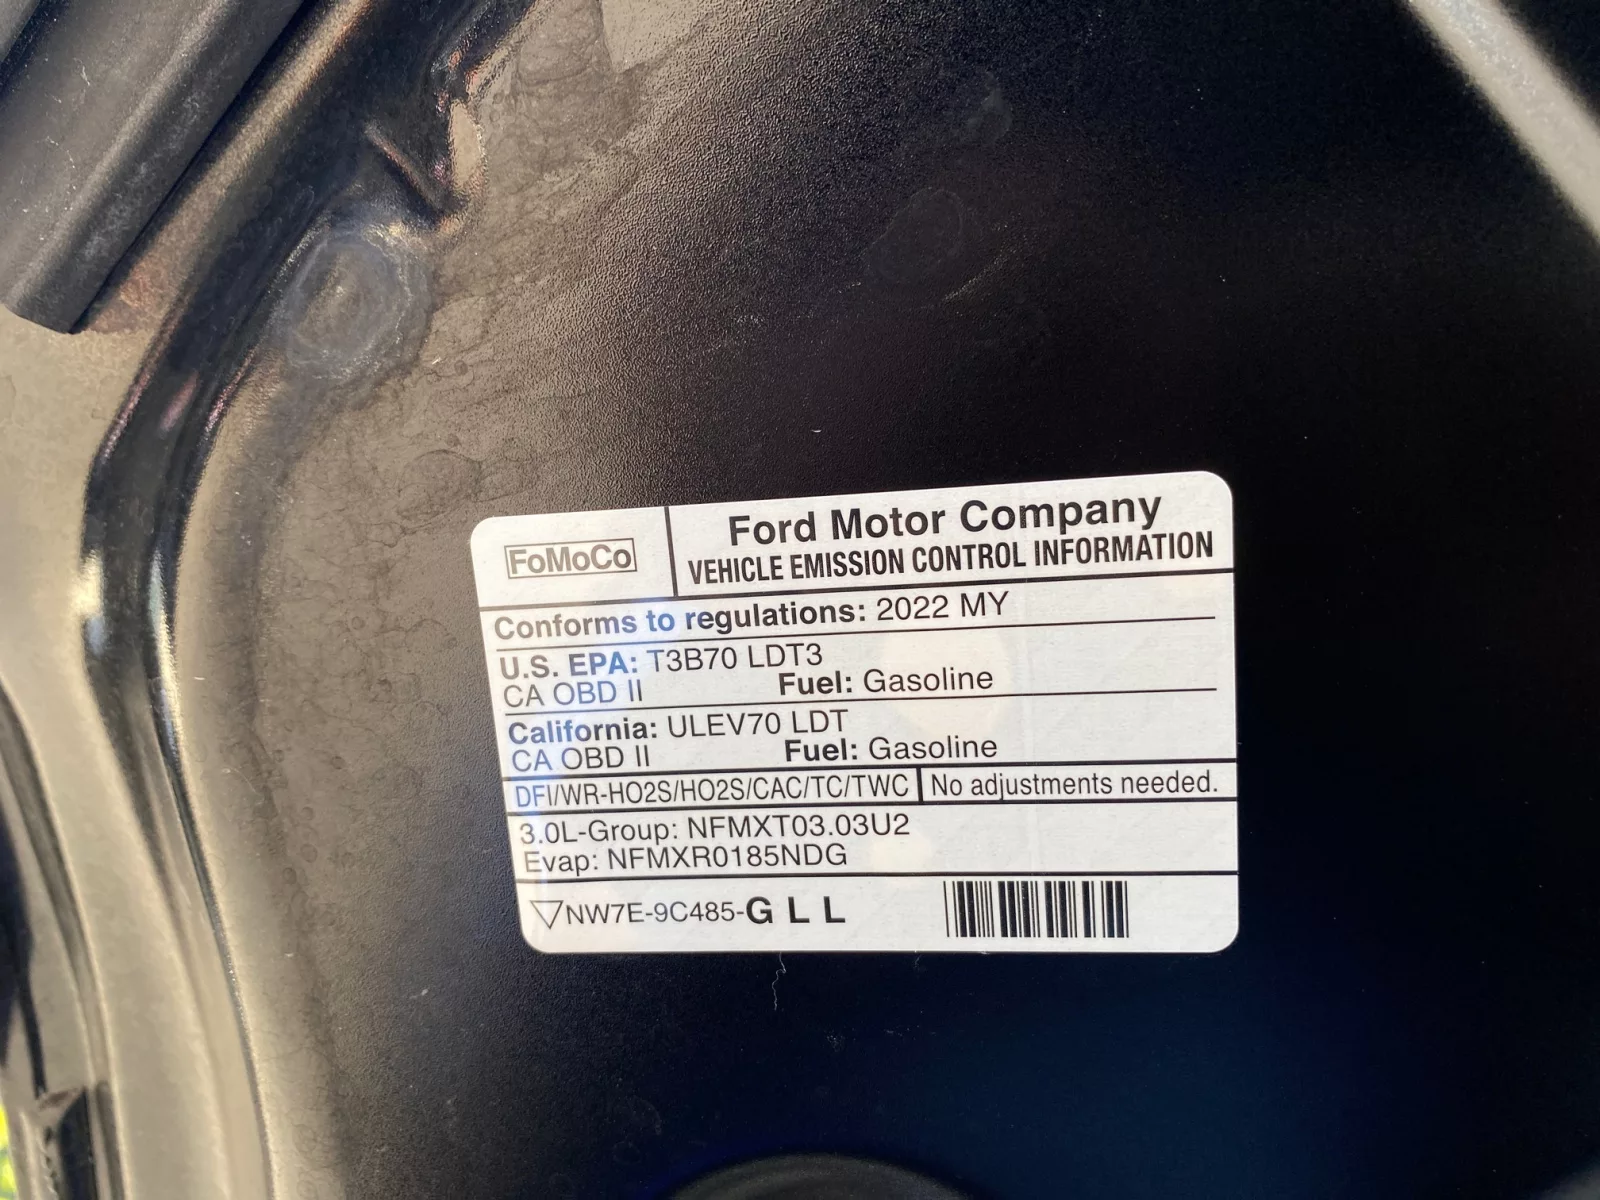 FoMoCo
Ford Motor Company
VEHICLE EMISSION CONTROL INFORMATION
Conforms to regulations: 2022 MY
U.S. EPA: T3B70 LDT3
CA OBD II Fuel: Gasoline
California: ULEV70 LDT
CA OBD II Fuel: Gasoline
DFI/WR-HO2S/HO2S/CAC/TC/TWC No adjustments needed.
3.0L-Group: NFMXT03.03U2
Evap: NFMXR0185NDG
NW7E-9C485-G L L